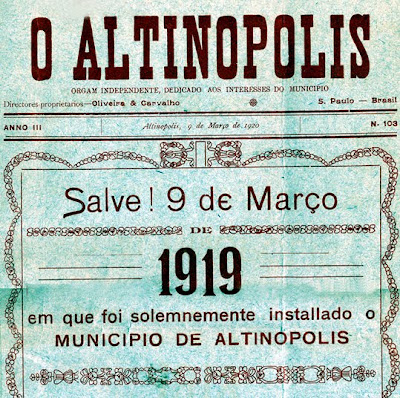 O ALTINOPOLIS
ORGAM INDEPENDENTE, DEDICADO AOS INTERESSES DO MUNICIPIO
Directores-proprietarios—Oliveira & Carvalho S. Paulo — Brasil
ANNO III Altinopolis, 9 de Março de 1920 N. 103
Salve! 9 de Março
DE
1919
em que foi solemnemente installado o
MUNICIPIO DE ALTINOPOLIS